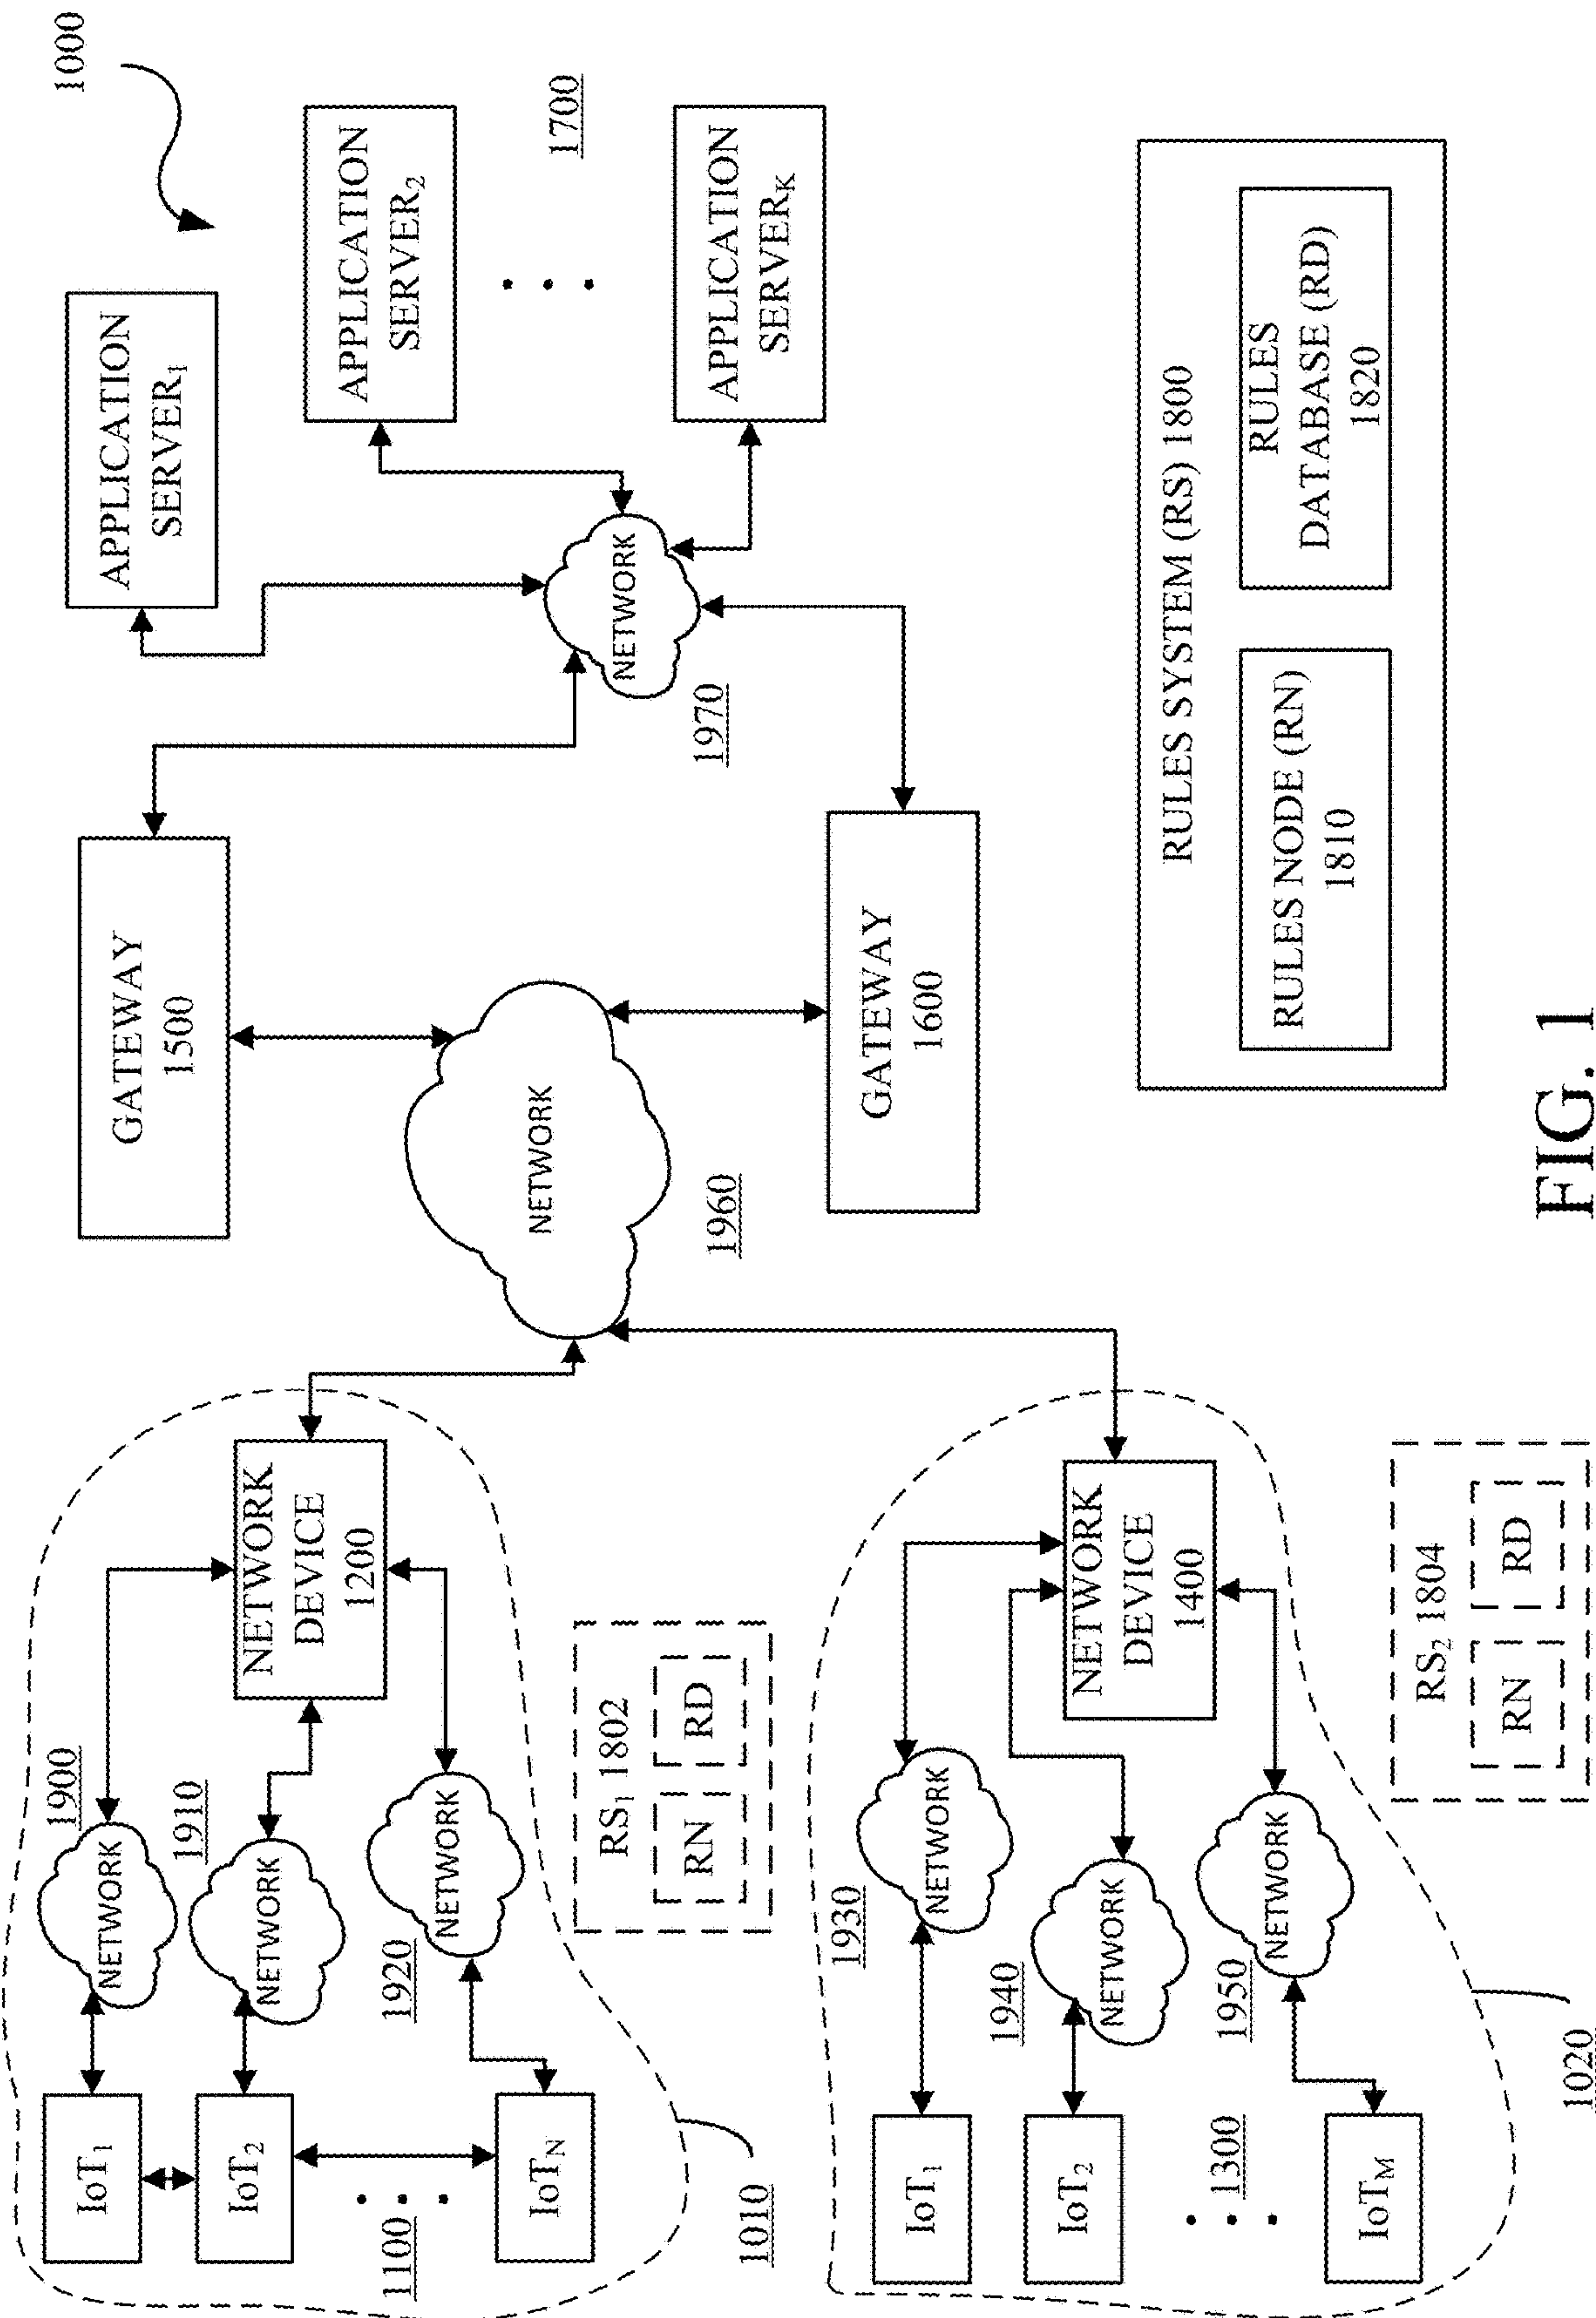 1000
APPLICATION
SERVER₁
APPLICATION
SERVER₂
1700
APPLICATION
SERVERK
GATEWAY
1500
NETWORK
1970
NETWORK
1960
GATEWAY
1600
NETWORK
DEVICE
1200
1900
NETWORK
1910
NETWORK
1920
NETWORK
IoT₁
IoT₂
1100
IoTN
1010
RS₁ 1802
RN
RD
NETWORK
DEVICE
1400
1930
NETWORK
1940
NETWORK
1950
NETWORK
IoT₁
IoT₂
1300
IoTM
1020
RS₂ 1804
RN
RD
RULES SYSTEM (RS) 1800
RULES NODE (RN)
1810
RULES
DATABASE (RD)
1820
FIG. 1